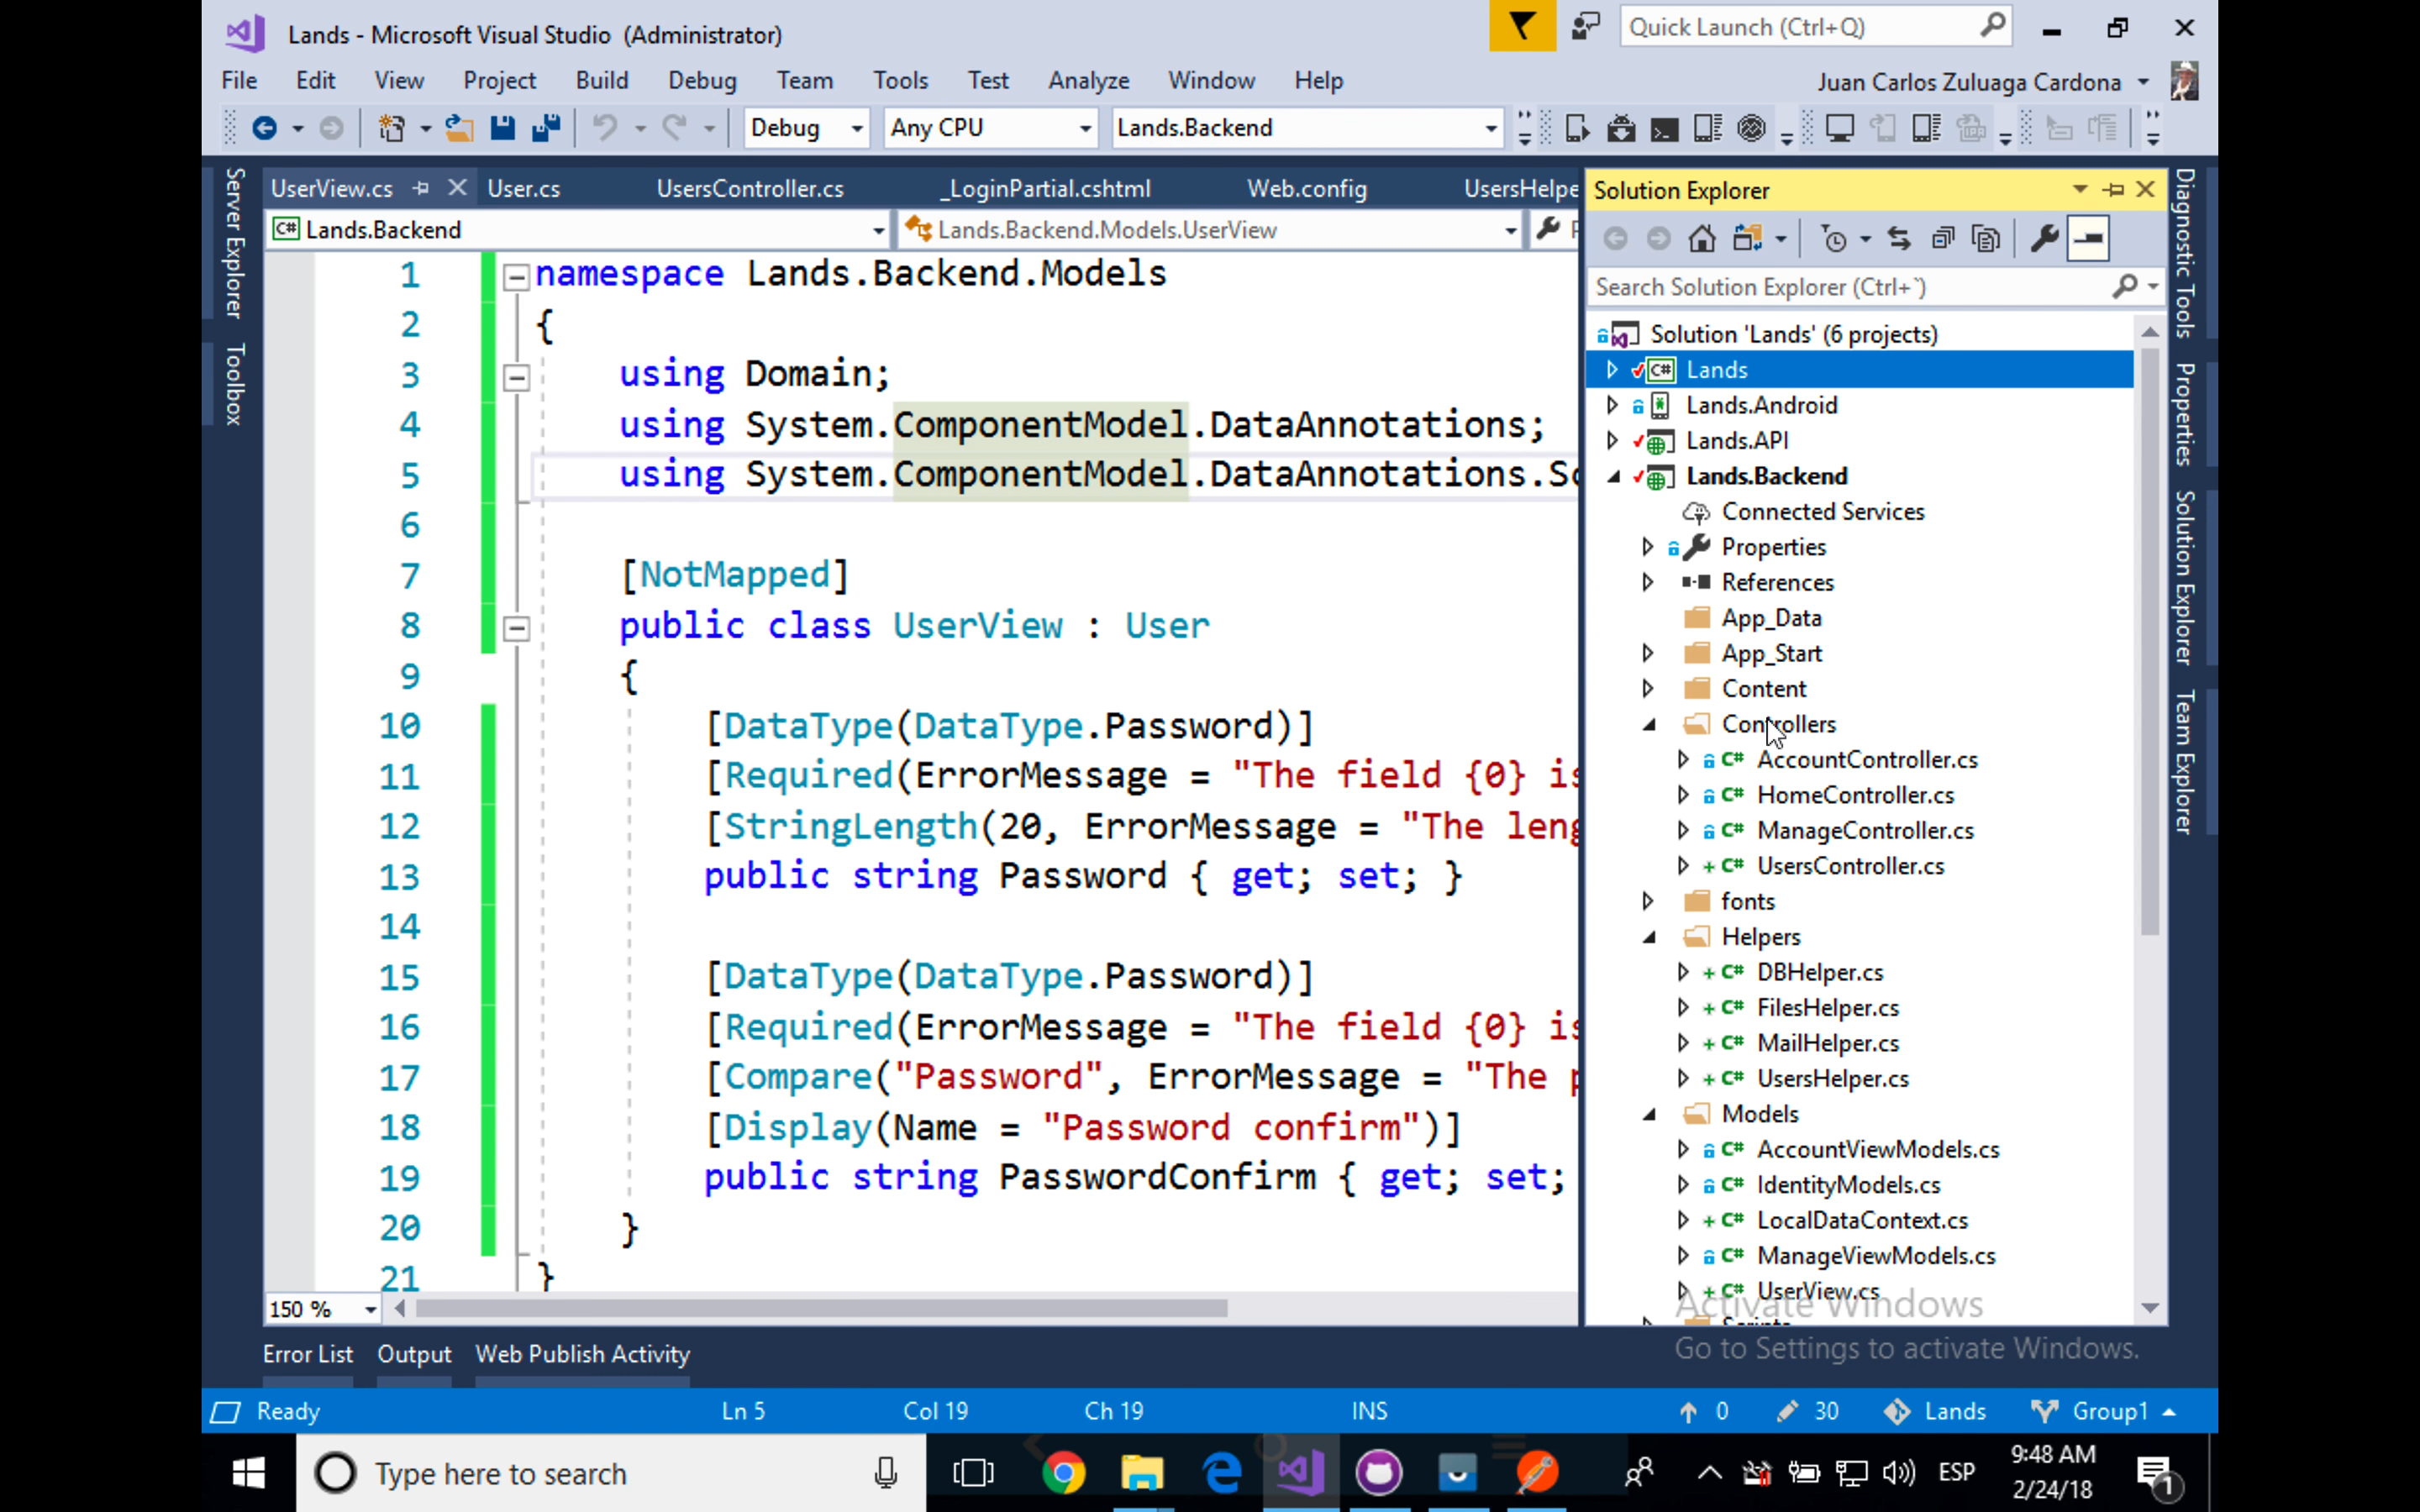 Lands - Microsoft Visual Studio (Administrator)
Quick Launch (Ctrl+Q)
File Edit View Project Build Debug Team Tools Test Analyze Window Help
Juan Carlos Zuluaga Cardona
Debug Any CPU Lands.Backend
Server Explorer
Toolbox
UserView.cs User.cs UsersController.cs _LoginPartial.cshtml Web.config UsersHelpe
Lands.Backend Lands.Backend.Models.UserView
1 namespace Lands.Backend.Models
2 {
3 using Domain;
4 using System.ComponentModel.DataAnnotations;
5 using System.ComponentModel.DataAnnotations.Sc
6
7 [NotMapped]
8 public class UserView : User
9 {
10 [DataType(DataType.Password)]
11 [Required(ErrorMessage = "The field {0} is
12 [StringLength(20, ErrorMessage = "The leng
13 public string Password { get; set; }
14
15 [DataType(DataType.Password)]
16 [Required(ErrorMessage = "The field {0} is
17 [Compare("Password", ErrorMessage = "The p
18 [Display(Name = "Password confirm")]
19 public string PasswordConfirm { get; set;
20 }
21 }
150 %
Solution Explorer
Search Solution Explorer (Ctrl+`)
Solution 'Lands' (6 projects)
C# Lands
Lands.Android
Lands.API
Lands.Backend
Connected Services
Properties
References
App_Data
App_Start
Content
Controllers
C# AccountController.cs
C# HomeController.cs
C# ManageController.cs
+ C# UsersController.cs
fonts
Helpers
+ C# DBHelper.cs
+ C# FilesHelper.cs
+ C# MailHelper.cs
+ C# UsersHelper.cs
Models
C# AccountViewModels.cs
C# IdentityModels.cs
+ C# LocalDataContext.cs
C# ManageViewModels.cs
+ C# UserView.cs
Scripts
Activate Windows
Go to Settings to activate Windows.
Diagnostic Tools
Properties
Solution Explorer
Team Explorer
Error List Output Web Publish Activity
Ready Ln 5 Col 19 Ch 19 INS 0 30 Lands Group1
Type here to search
ESP
9:48 AM
2/24/18
1